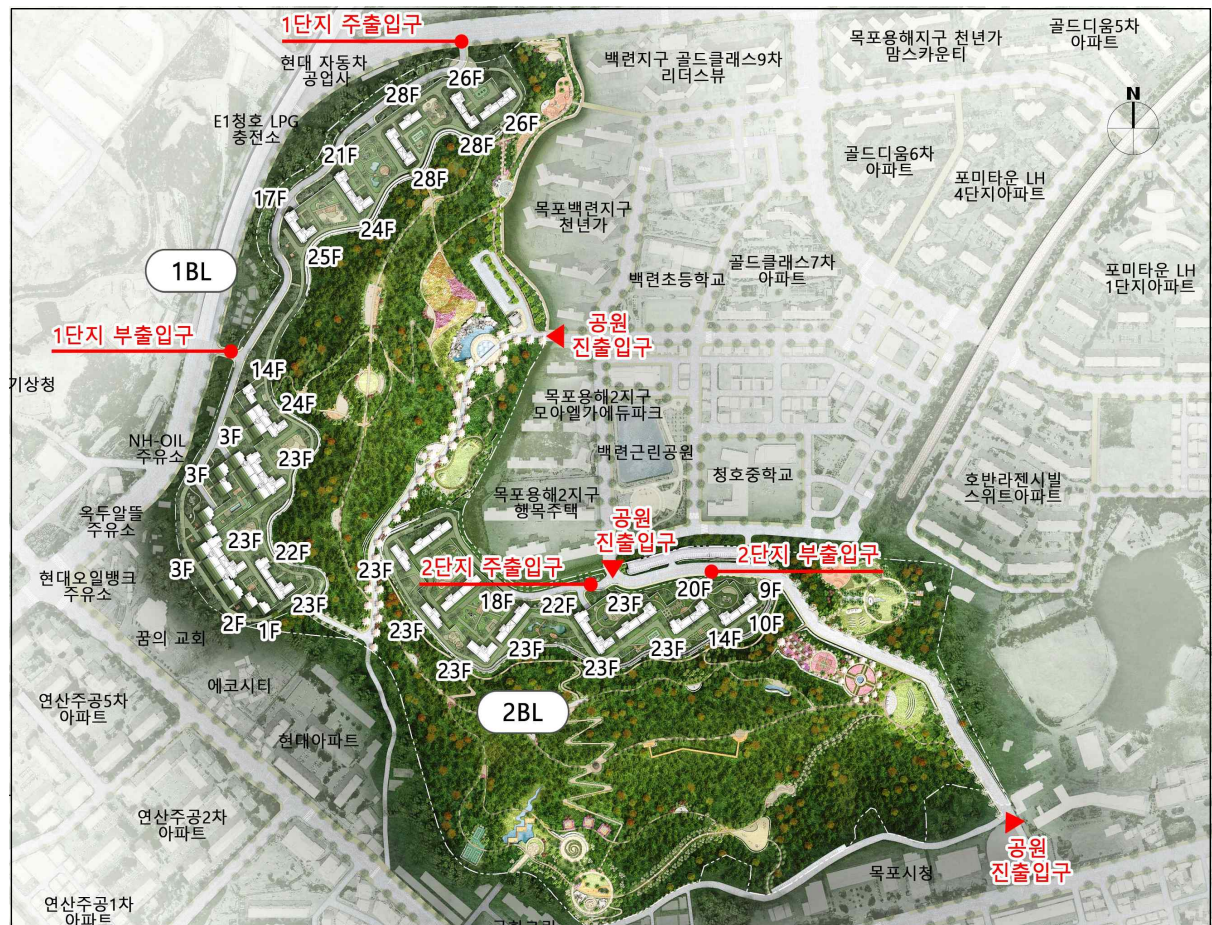 1단지 주출입구
현대 자동차
공업사
26F
28F
E1청호 LPG
충전소
26F
21F
28F
28F
17F
24F
25F
1BL
1단지 부출입구
기상청
14F
24F
NH-OIL
주유소
3F
23F
3F
옥두알뜰
주유소
23F
22F
현대오일뱅크
주유소
3F
23F
2F
1F
꿈의 교회
에코시티
연산주공5차
아파트
현대아파트
연산주공2차
아파트
연산주공1차
아파트
백련지구 골드클래스9차
리더스뷰
목포용해지구 천년가
맘스카운티
골드디움5차
아파트
N
골드디움6차
아파트
포미타운 LH
4단지아파트
목포백련지구
천년가
백련초등학교
골드클래스7차
아파트
포미타운 LH
1단지아파트
공원
진출입구
목포용해2지구
모아엘가에듀파크
백련근린공원
청호중학교
호반라젠시빌
스위트아파트
목포용해2지구
행목주택
공원
진출입구
2단지 주출입구
2단지 부출입구
23F
18F
22F
23F
20F
9F
10F
23F
23F
23F
23F
23F
14F
2BL
목포시청
공원
진출입구